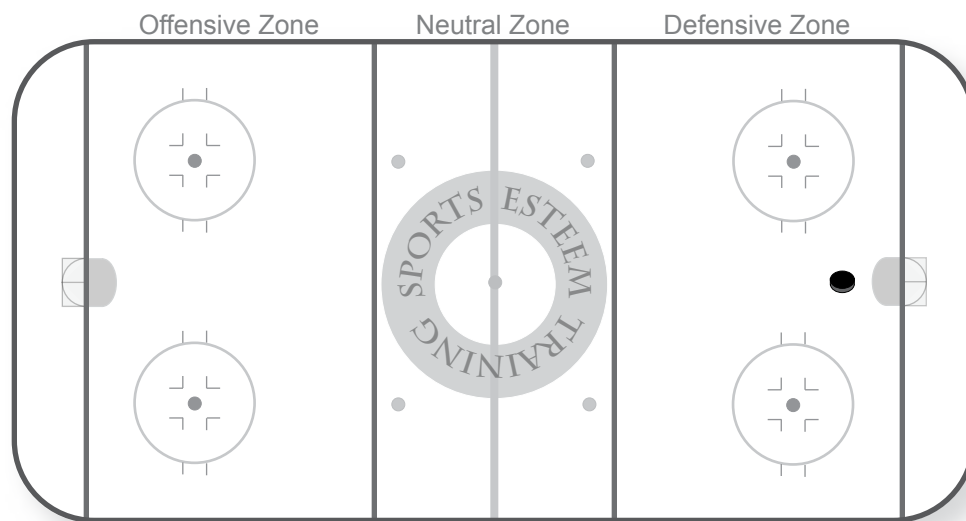 Offensive Zone
Neutral Zone
Defensive Zone
SPORTS ESTEEM
TRAINING